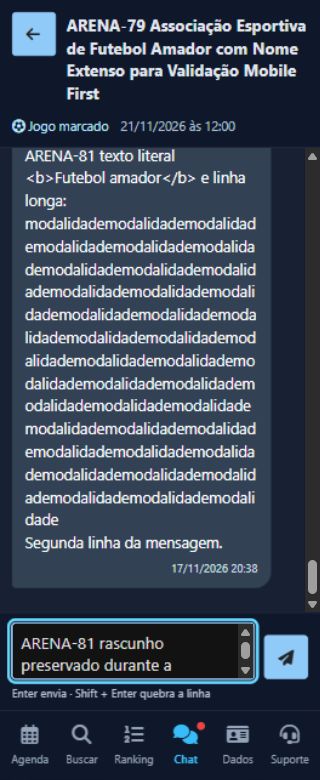 ARENA-79 Associação Esportiva
de Futebol Amador com Nome
Extenso para Validação Mobile
First
Jogo marcado 21/11/2026 às 12:00
ARENA-81 texto literal
<b>Futebol amador</b> e linha
longa:
modalidademodalidademodalidad
emodalidademodalidademodalida
demodalidademodalidademodalid
ademodalidademodalidademodali
dademodalidademodalidademoda
lidademodalidademodalidademod
alidademodalidademodalidademo
dalidademodalidademodalidadem
odalidademodalidademodalidade
modalidademodalidademodalidad
emodalidademodalidademodalida
demodalidademodalidademodalid
ademodalidademodalidademodali
dade
Segunda linha da mensagem.
17/11/2026 20:38
ARENA-81 rascunho
preservado durante a
Enter envia · Shift + Enter quebra a linha
Agenda Buscar Ranking Chat Dados Suporte